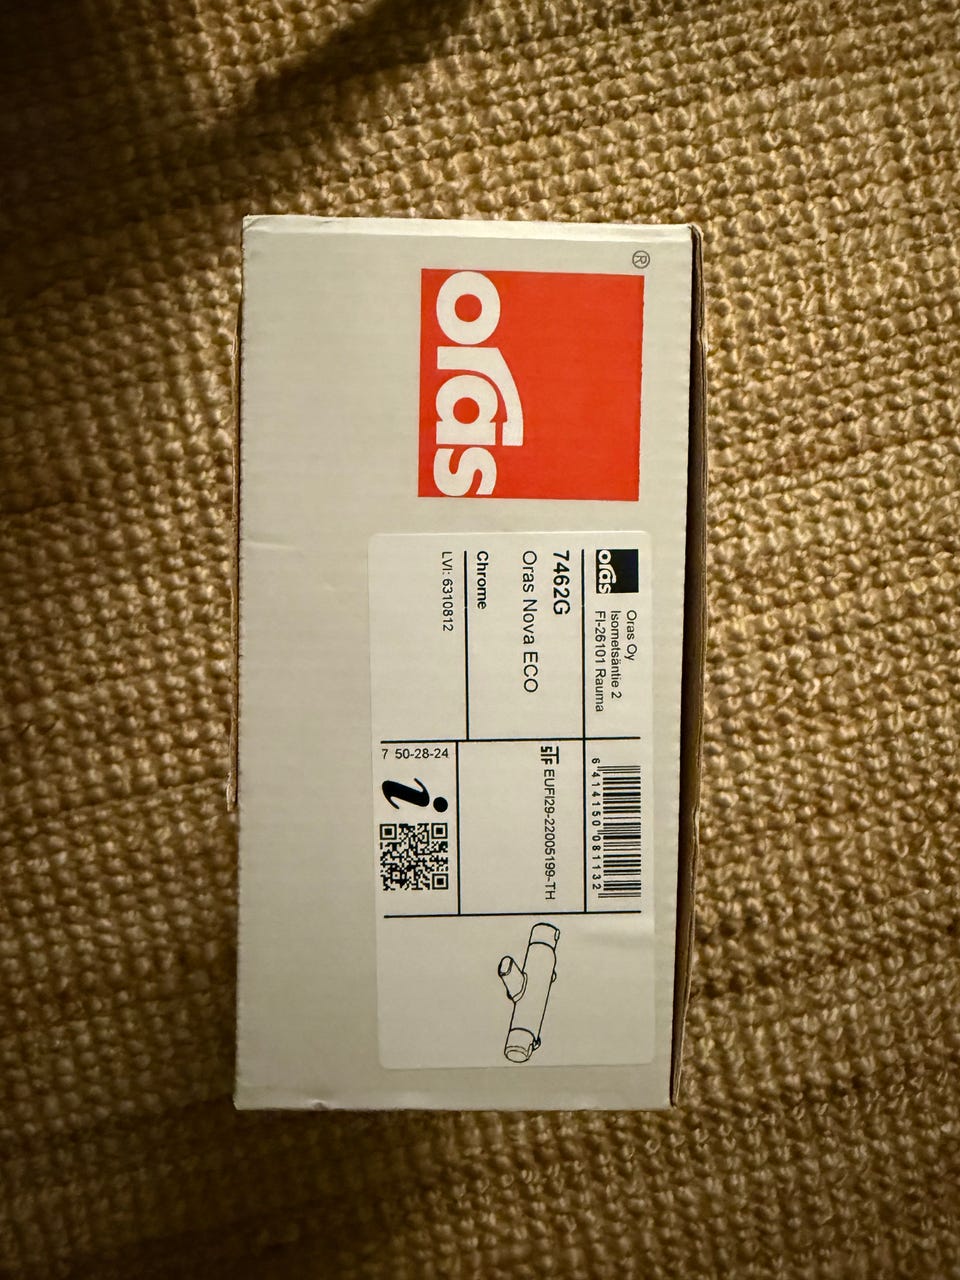 oras®
oras
Oras Oy
Isometsäntie 2
FI-26101 Rauma
7462G
Oras Nova ECO
Chrome
LVI: 6310812
6 414150 081132
STF EUFI29-22005199-TH
7 50-28-24
i